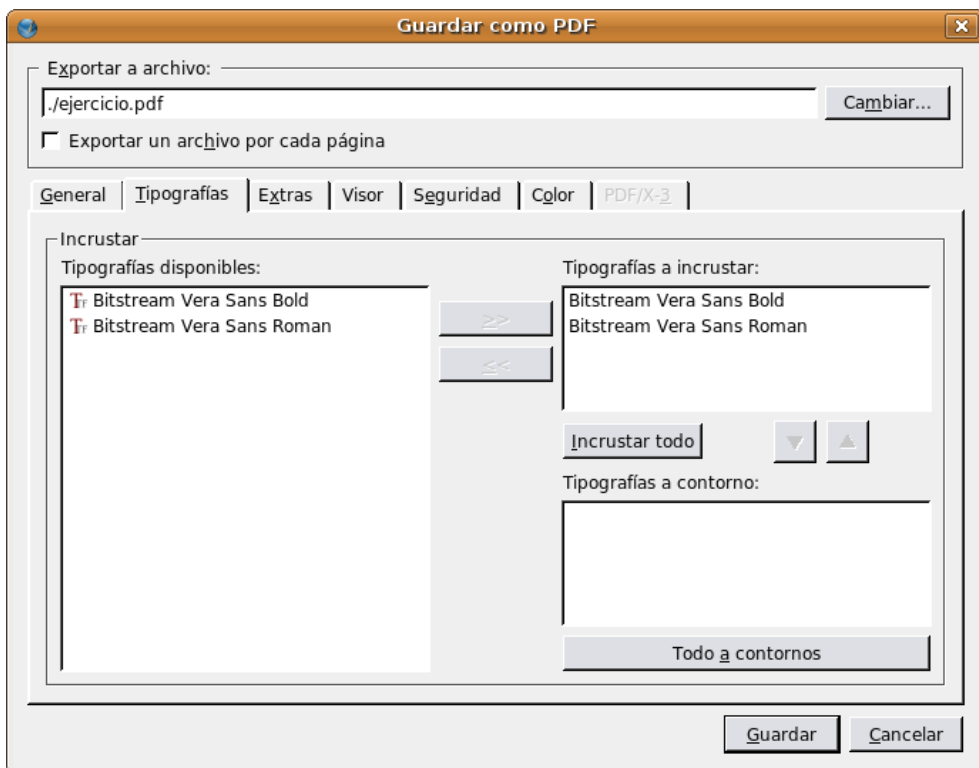 Guardar como PDF
Exportar a archivo:
./ejercicio.pdf
Cambiar...
Exportar un archivo por cada página
General
Tipografías
Extras
Visor
Seguridad
Color
PDF/X-3
Incrustar
Tipografías disponibles:
Bitstream Vera Sans Bold
Bitstream Vera Sans Roman
>>
<<
Tipografías a incrustar:
Bitstream Vera Sans Bold
Bitstream Vera Sans Roman
Incrustar todo
Tipografías a contorno:
Todo a contornos
Guardar
Cancelar